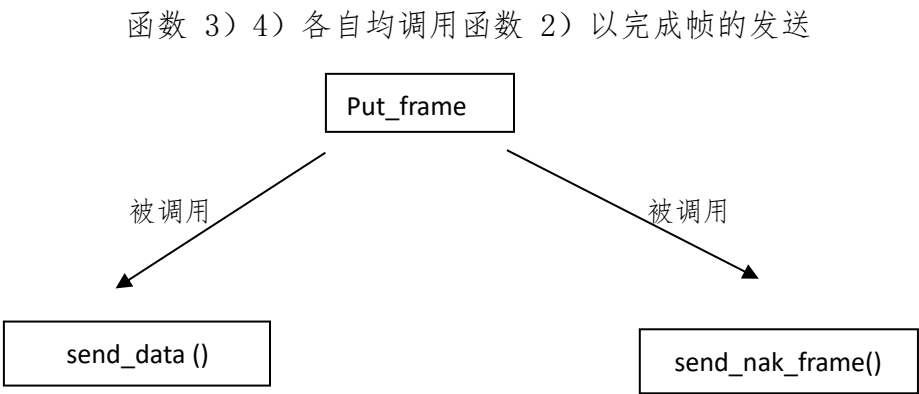 函数 3）4）各自均调用函数 2）以完成帧的发送
Put_frame
被调用
被调用
send_data ()
send_nak_frame()